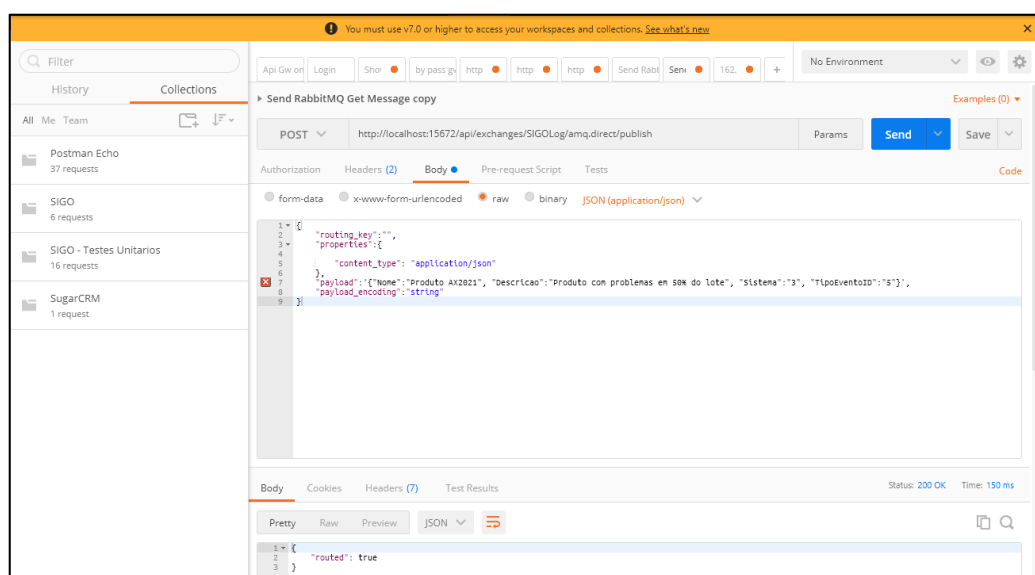 You must use v7.0 or higher to access your workspaces and collections. See what's new
Filter
History Collections
All Me Team
Postman Echo
37 requests
SIGO
6 requests
SIGO - Testes Unitarios
16 requests
SugarCRM
1 request
Api Gw on Login Sho by pass gv http http http Send Rabl Sen 162. +
No Environment
Send RabbitMQ Get Message copy
Examples (0)
POST http://localhost:15672/api/exchanges/SIGOLog/amq.direct/publish Params Send Save
Authorization Headers (2) Body Pre-request Script Tests Code
form-data x-www-form-urlencoded raw binary JSON (application/json)
1 {
2 "routing_key":"",
3 "properties":{
4
5 "content_type": "application/json"
6 },
7 "payload":'{"Nome":"Produto AX2021", "Descricao":"Produto com problemas em 50% do lote", "Sistema":"3", "TipoEventoID":"5"}',
8 "payload_encoding":"string"
9 }
Body Cookies Headers (7) Test Results Status: 200 OK Time: 150 ms
Pretty Raw Preview JSON
1 {
2 "routed": true
3 }